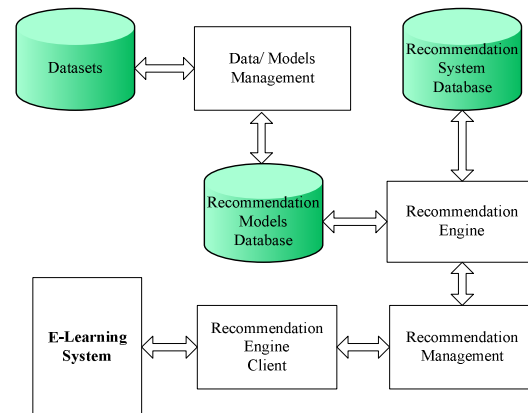 Datasets
Data/ Models
Management
Recommendation
System
Database
Recommendation
Models
Database
Recommendation
Engine
E-Learning
System
Recommendation
Engine
Client
Recommendation
Management